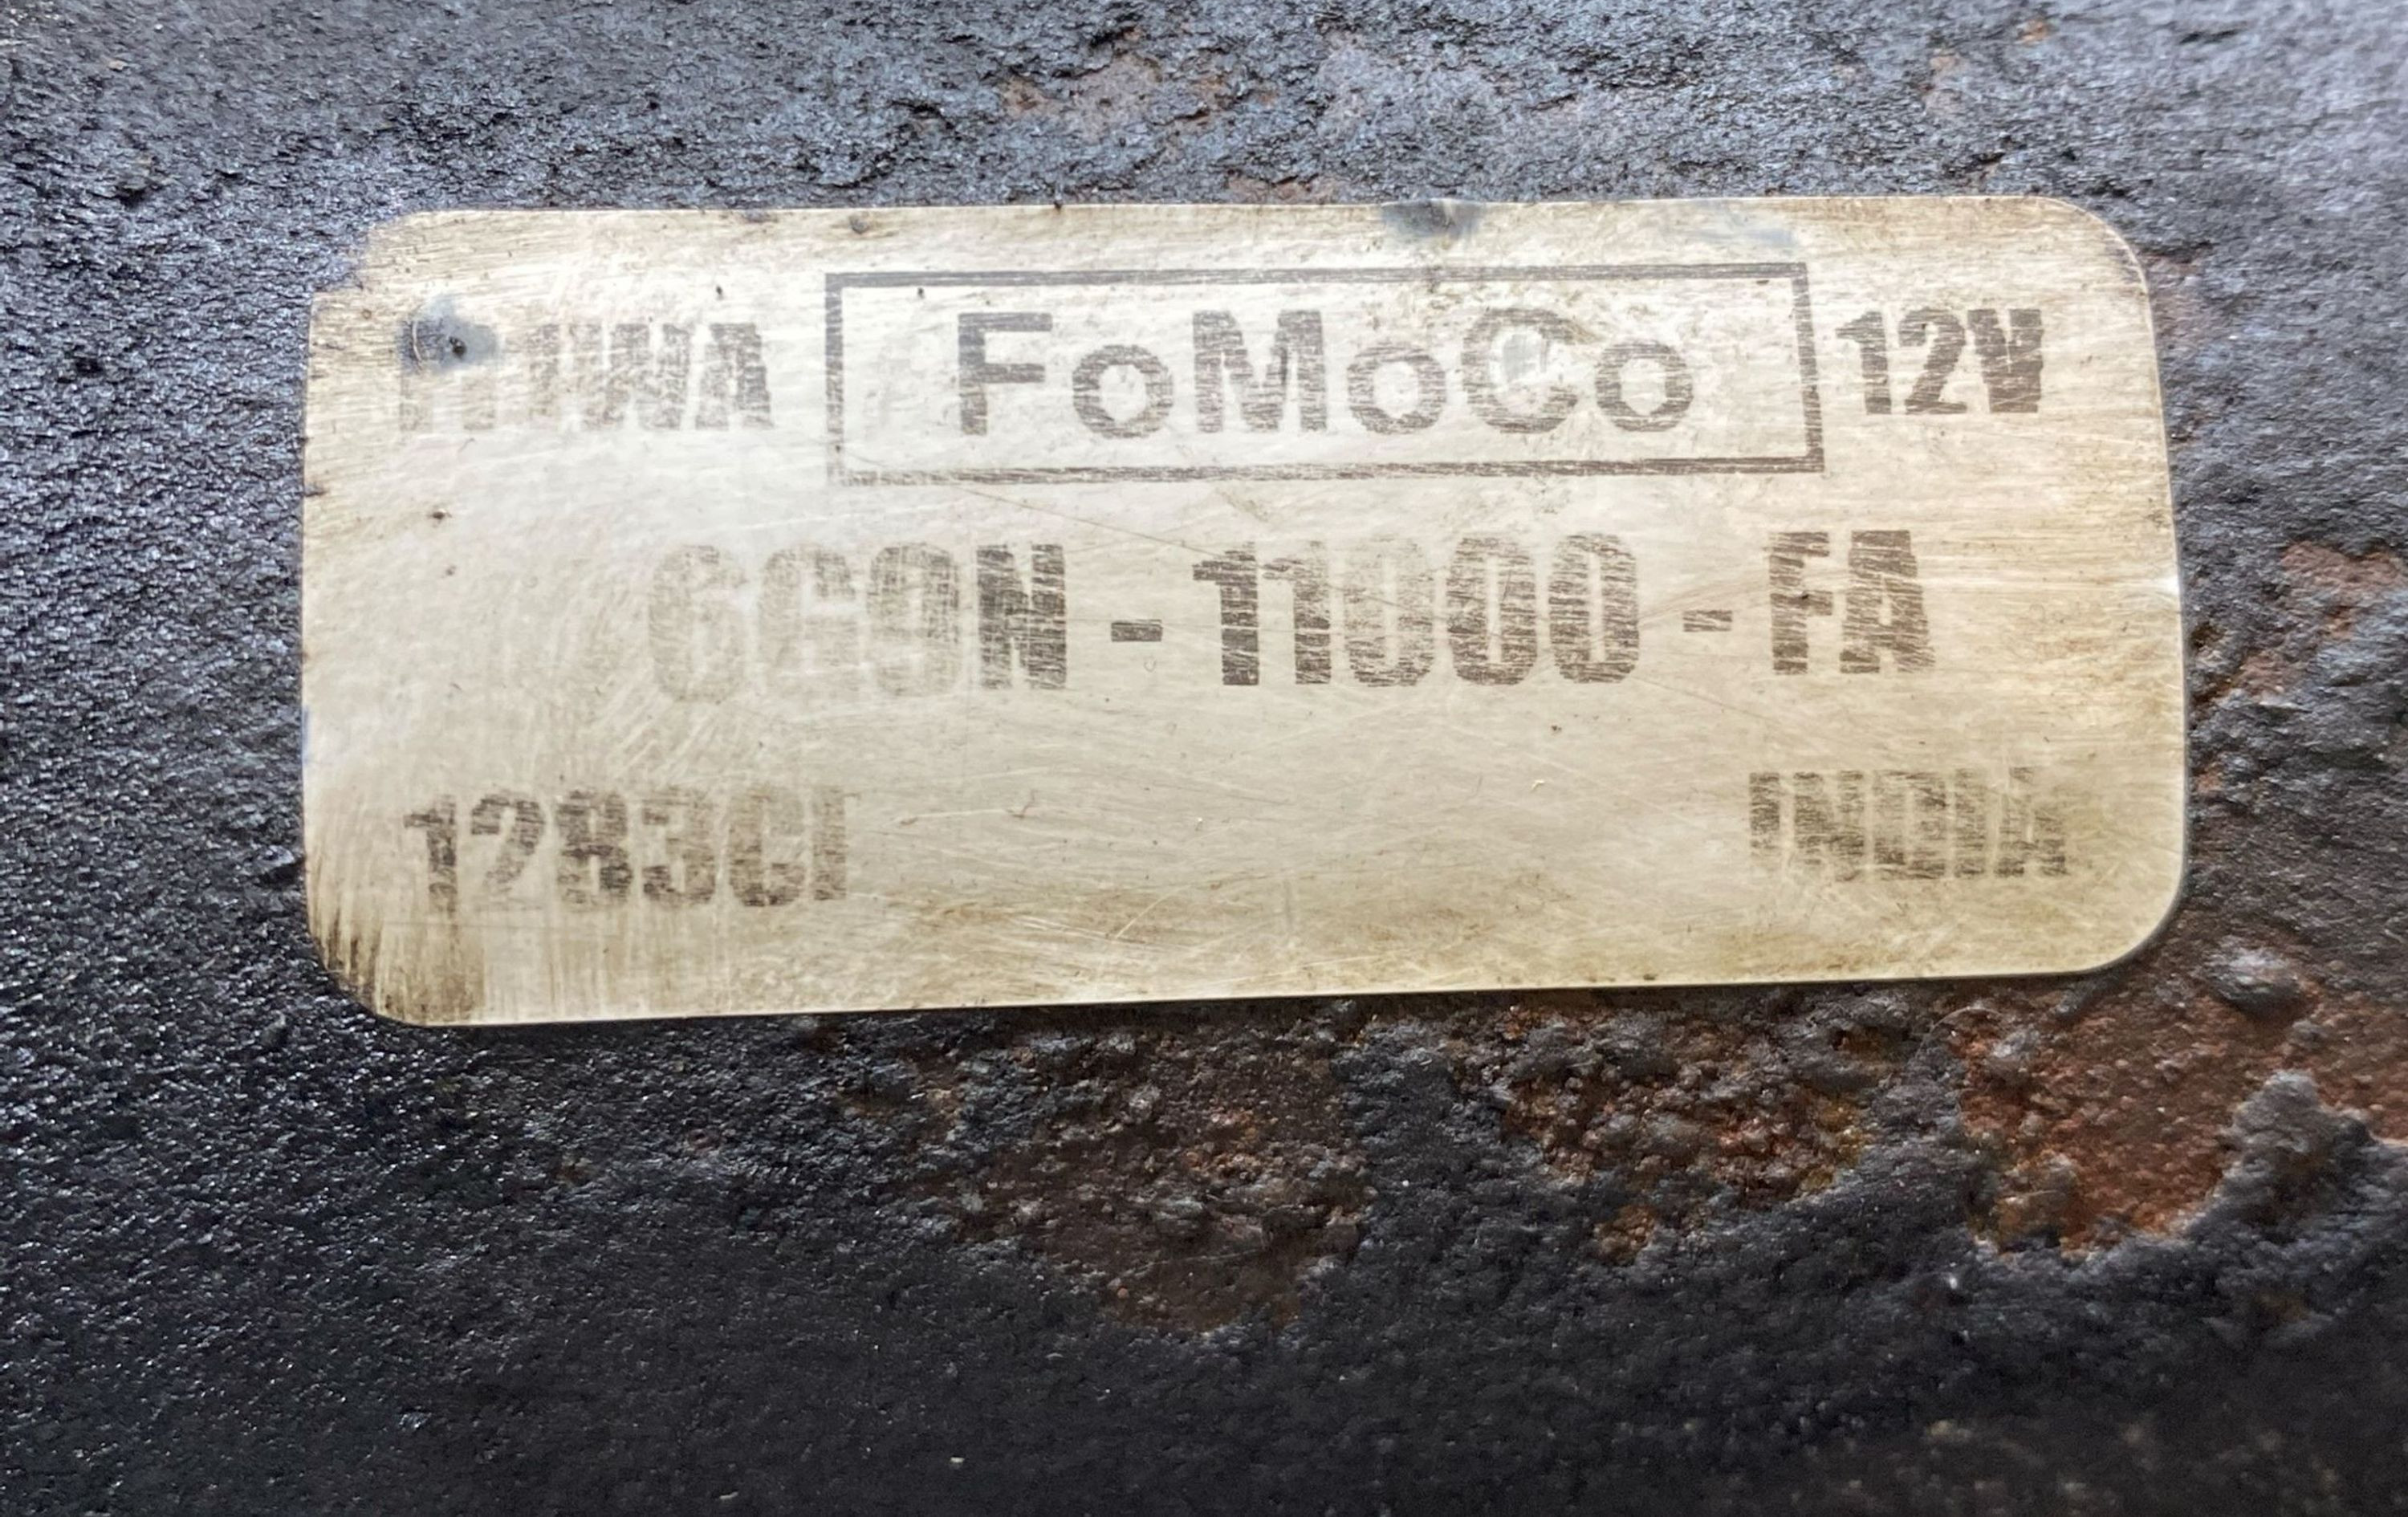 FoMoCo 12V
6G9N - 11000 - FA
1283CI INDIA